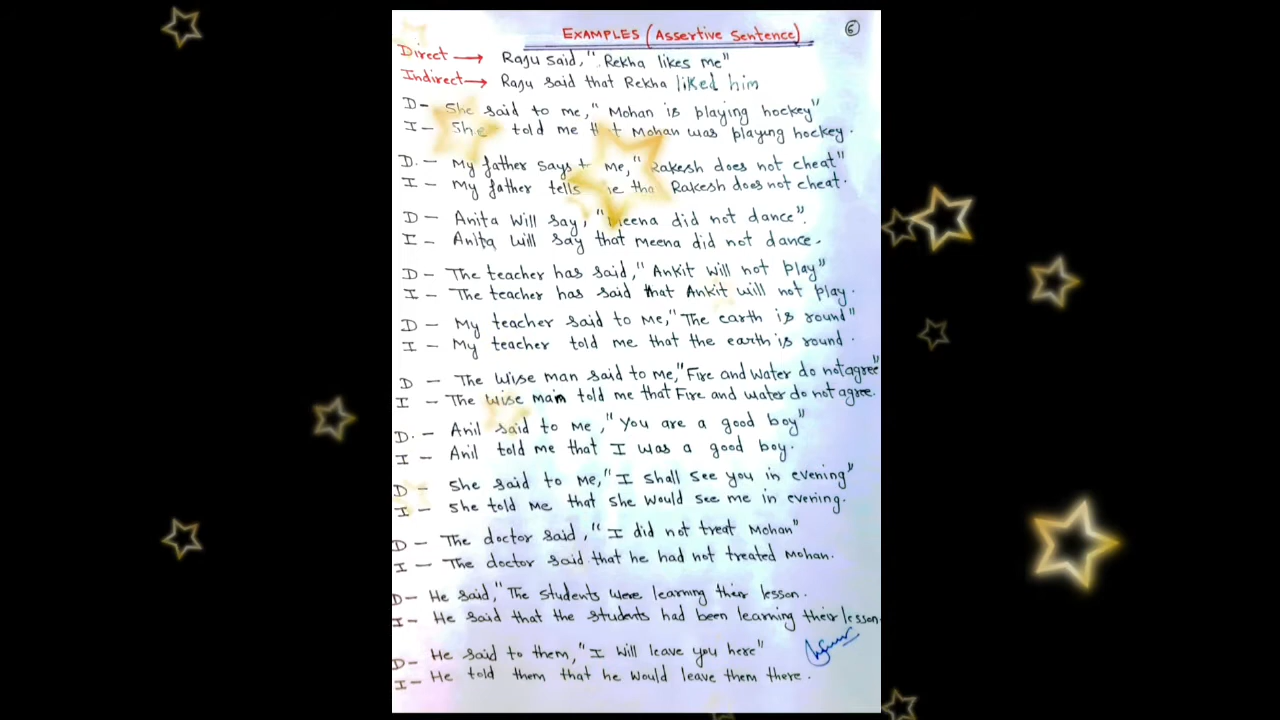 EXAMPLES (Assertive Sentence) 6
Direct → Raju said, "Rekha likes me"
Indirect → Raju said that Rekha liked him
D- She said to me, "Mohan is playing hockey"
I - She told me that Mohan was playing hockey.
D.- My father says to Me, "Rakesh does not cheat"
I - My father tells me that Rakesh does not cheat.
D - Anita will say, "Meena did not dance".
I - Anita will say that Meena did not dance.
D - The teacher has said, "Ankit will not play"
I - The teacher has said that Ankit will not play.
D - My teacher said to Me, "The earth is round"
I - My teacher told me that the earth is round.
D - The wise man said to me, "Fire and water do not agree"
I - The wise man told me that Fire and water do not agree.
D.- Anil said to me, "You are a good boy"
I - Anil told me that I was a good boy.
D - She said to Me, "I shall see you in evening"
I - She told me that she would see me in evening.
D - The doctor said, "I did not treat Mohan"
I - The doctor said that he had not treated Mohan.
D- He said, "The students were learning their lesson.
I- He said that the students had been learning their lesson.
D- He said to them, "I will leave you here"
I- He told them that he would leave them there.